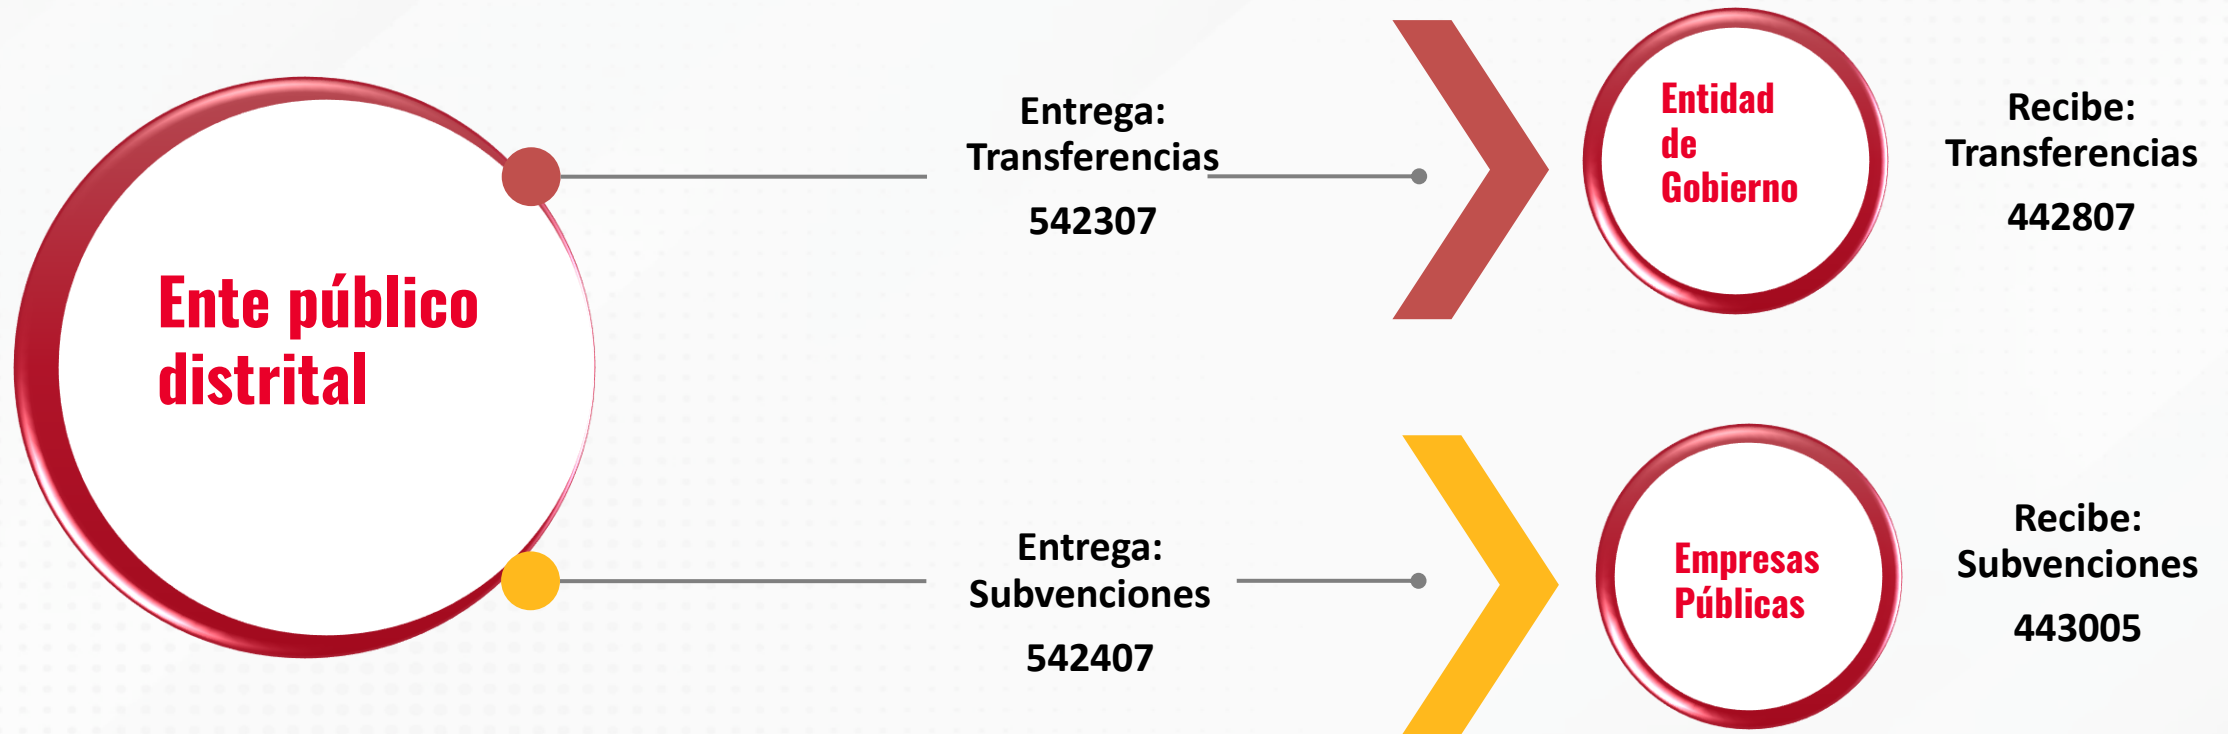 Ente público
distrital
Entrega:
Transferencias
542307
Entidad
de
Gobierno
Recibe:
Transferencias
442807
Entrega:
Subvenciones
542407
Empresas
Públicas
Recibe:
Subvenciones
443005